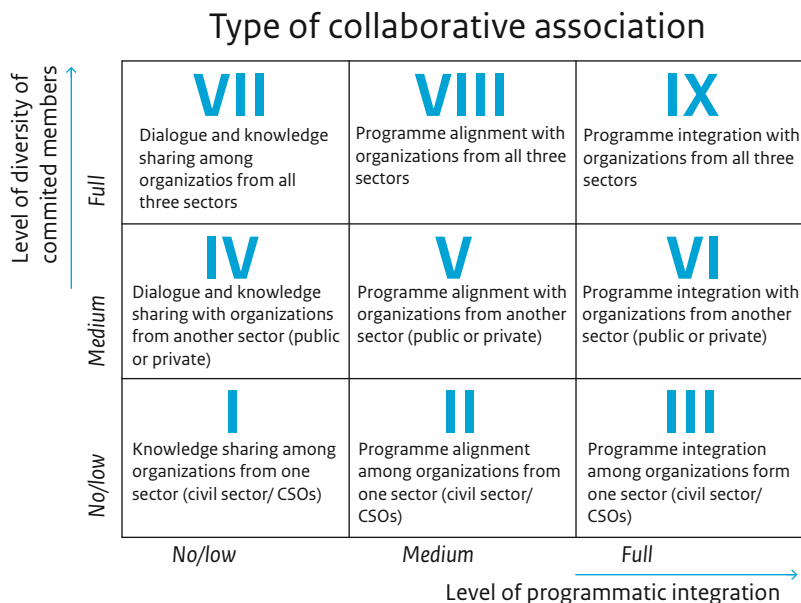 Type of collaborative association
Level of diversity of
commited members
Full
VII
Dialogue and knowledge
sharing among
organizatios from all
three sectors
VIII
Programme alignment with
organizations from all three
sectors
IX
Programme integration with
organizations from all three
sectors
Medium
IV
Dialogue and knowledge
sharing with organizations
from another sector (public
or private)
V
Programme alignment with
organizations from another
sector (public or private)
VI
Programme integration with
organizations from another
sector (public or private)
No/low
I
Knowledge sharing among
organizations from one
sector (civil sector/ CSOs)
II
Programme alignment
among organizations from
one sector (civil sector/
CSOs)
III
Programme integration
among organizations form
one sector (civil sector/
CSOs)
No/low
Medium
Full
Level of programmatic integration